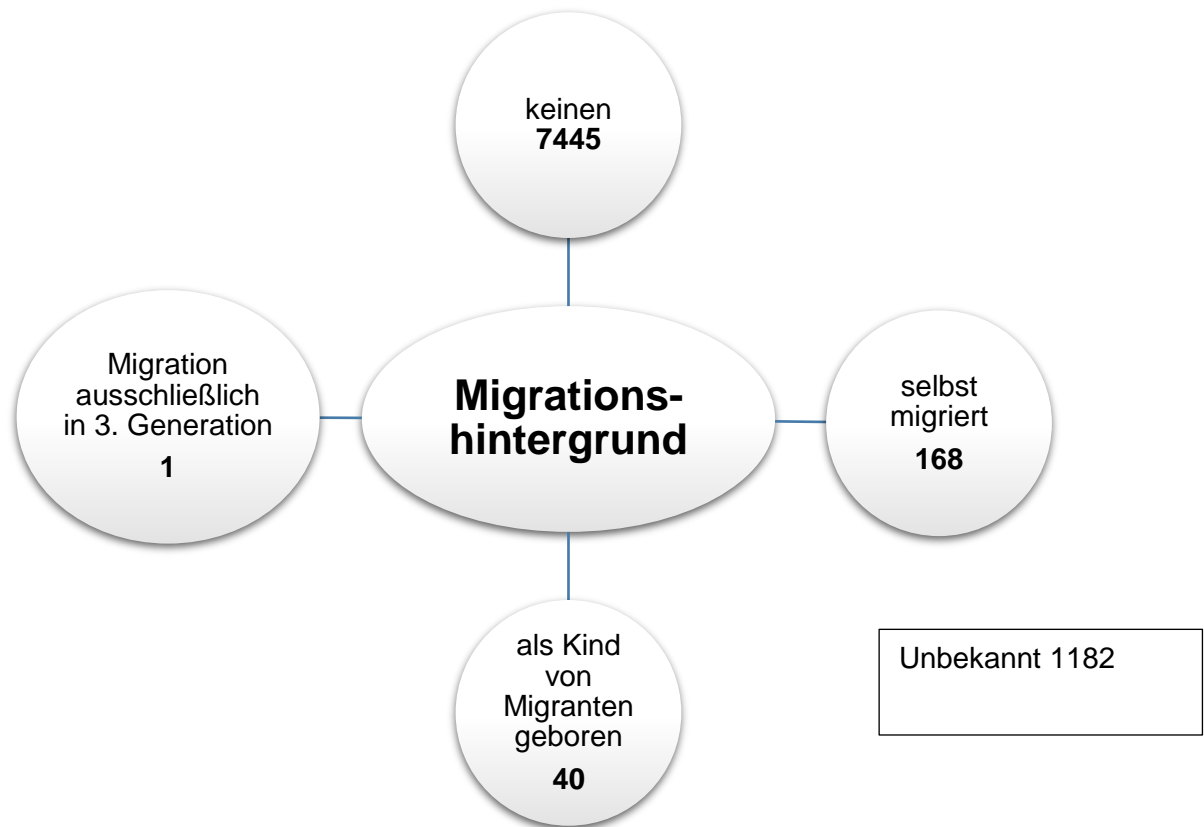 keinen
7445
Migration
ausschließlich
in 3. Generation
1
Migrations-
hintergrund
selbst
migriert
168
als Kind
von
Migranten
geboren
40
Unbekannt 1182